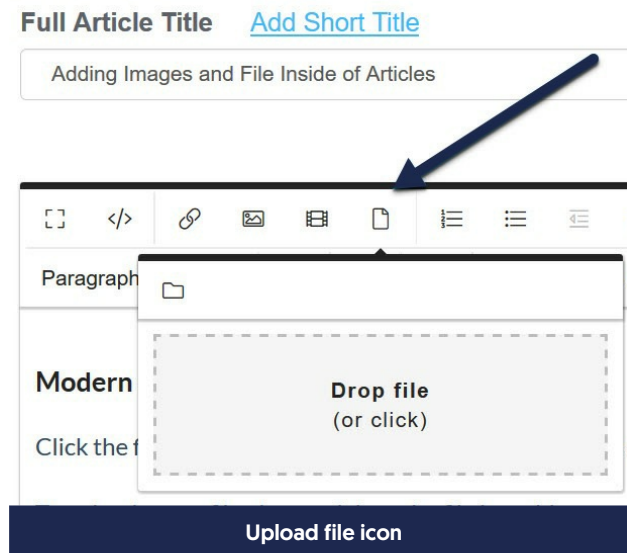 Full Article Title Add Short Title
Adding Images and File Inside of Articles
Paragraph
Drop file
(or click)
Modern
Click the f
Upload file icon